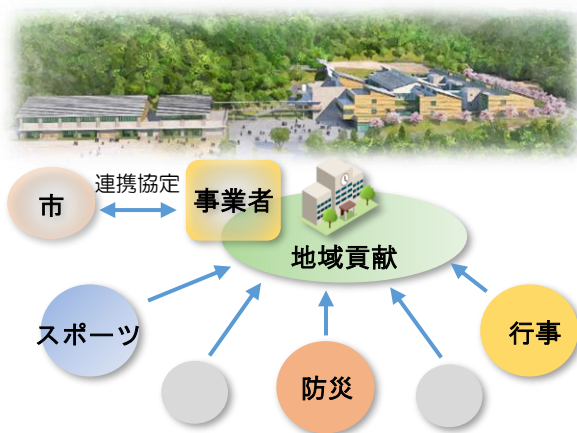 連携協定
市
事業者
地域貢献
スポーツ
防災
行事